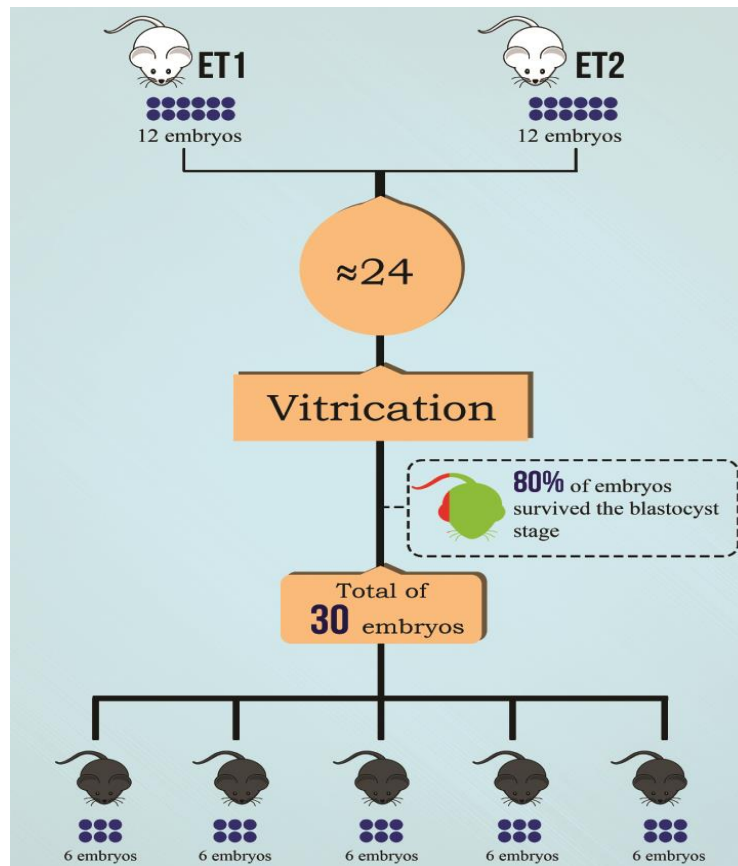 ET1
ET2
12 embryos
12 embryos
≈24
Vitrication
80% of embryos
survived the blastocyst
stage
Total of
30 embryos
6 embryos
6 embryos
6 embryos
6 embryos
6 embryos